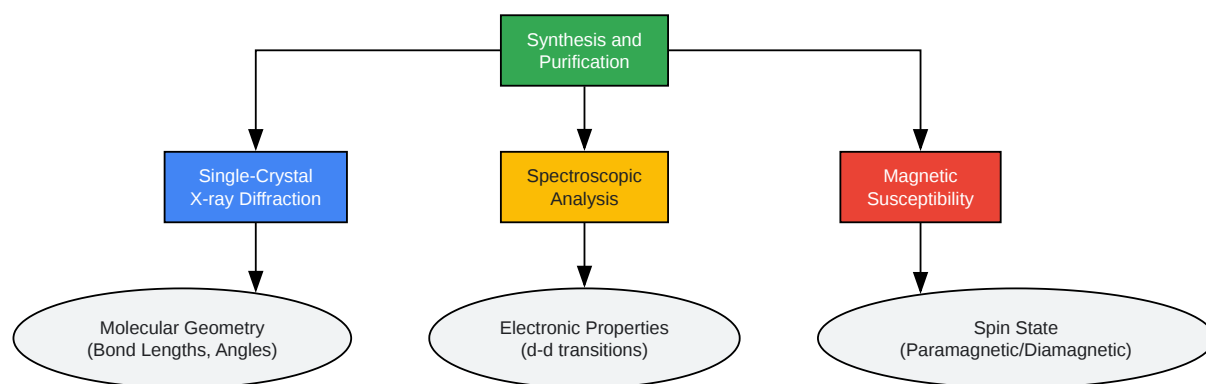 Synthesis and
Purification
Single-Crystal
X-ray Diffraction
Spectroscopic
Analysis
Magnetic
Susceptibility
Molecular Geometry
(Bond Lengths, Angles)
Electronic Properties
(d-d transitions)
Spin State
(Paramagnetic/Diamagnetic)